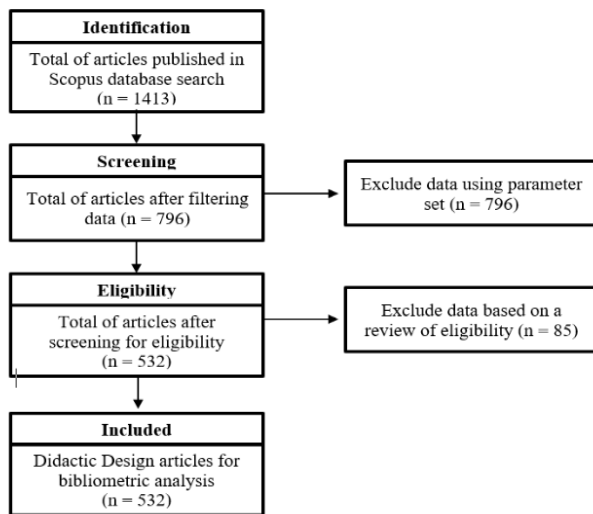 Identification
Total of articles published in
Scopus database search
(n = 1413)
Screening
Total of articles after filtering
data (n = 796)
Exclude data using parameter
set (n = 796)
Eligibility
Total of articles after
screening for eligibility
(n = 532)
Exclude data based on a
review of eligibility (n = 85)
Included
Didactic Design articles for
bibliometric analysis
(n = 532)